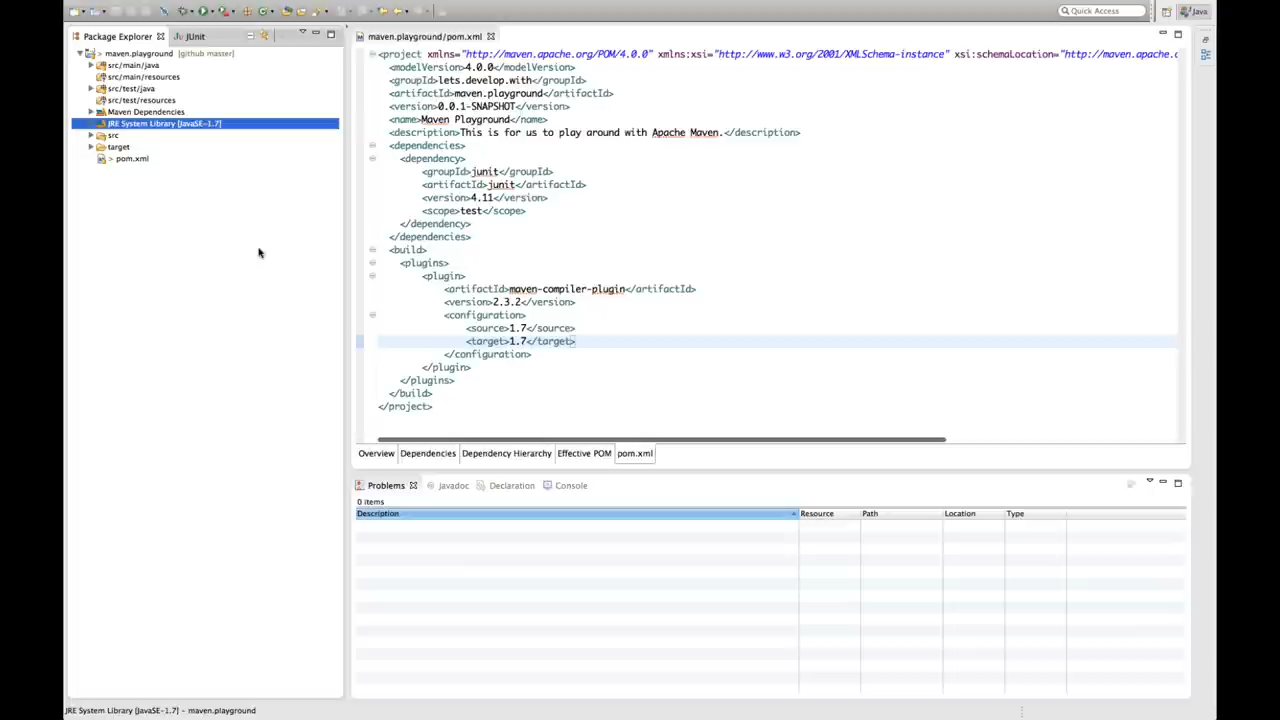 Quick Access
Java
Package Explorer
JUnit
> maven.playground [github master]
src/main/java
src/main/resources
src/test/java
src/test/resources
Maven Dependencies
JRE System Library [JavaSE-1.7]
src
target
> pom.xml
maven.playground/pom.xml
<project xmlns="http://maven.apache.org/POM/4.0.0" xmlns:xsi="http://www.w3.org/2001/XMLSchema-instance" xsi:schemaLocation="http://maven.apache.
<modelVersion>4.0.0</modelVersion>
<groupId>lets.develop.with</groupId>
<artifactId>maven.playground</artifactId>
<version>0.0.1-SNAPSHOT</version>
<name>Maven Playground</name>
<description>This is for us to play around with Apache Maven.</description>
<dependencies>
<dependency>
<groupId>junit</groupId>
<artifactId>junit</artifactId>
<version>4.11</version>
<scope>test</scope>
</dependency>
</dependencies>
<build>
<plugins>
<plugin>
<artifactId>maven-compiler-plugin</artifactId>
<version>2.3.2</version>
<configuration>
<source>1.7</source>
<target>1.7</target>
</configuration>
</plugin>
</plugins>
</build>
</project>
Overview Dependencies Dependency Hierarchy Effective POM pom.xml
Problems Javadoc Declaration Console
0 items
Description Resource Path Location Type
JRE System Library [JavaSE-1.7] - maven.playground